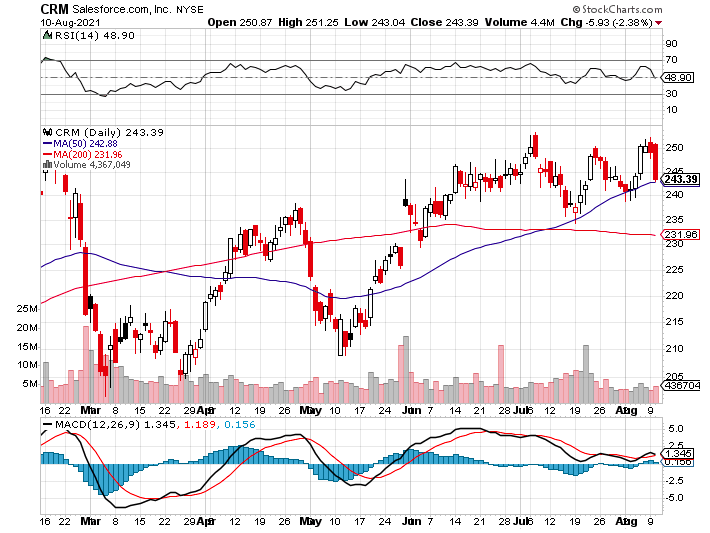 CRM Salesforce.com, Inc. NYSE © StockCharts.com
10-Aug-2021 Open 250.87 High 251.25 Low 243.04 Close 243.39 Volume 4.4M Chg -5.93 (-2.38%)
RSI(14) 48.90
90
70
48.90
30
10
CRM (Daily) 243.39
MA(50) 242.88
MA(200) 231.96
Volume 4,367,049
250
245
243.39
240
235
231.96
230
225
220
215
210
205
436704
25M
20M
15M
10M
5M
16 22 Mar 8 15 22 Apr 12 19 26 May 10 17 24 Jun 7 14 21 Jul 6 12 19 26 Aug 9
MACD(12,26,9) 1.345, 1.189, 0.156
5.0
2.5
1.345
0.156
-2.5
-5.0
16 22 Mar 8 15 22 Apr 12 19 26 May 10 17 24 Jun 7 14 21 Jul 6 12 19 26 Aug 9